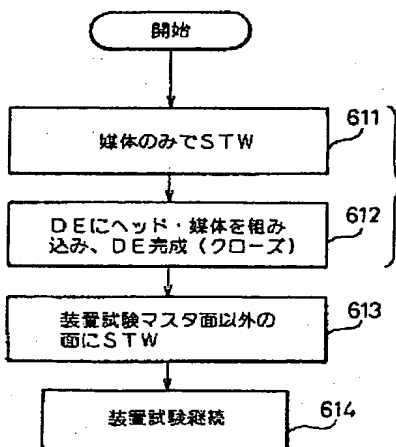 開始
611
媒体のみでSTW
612
DEにヘッド・媒体を組み
込み、DE完成(クローズ)
613
装置試験マスタ面以外の
面にSTW
614
装置試験継続